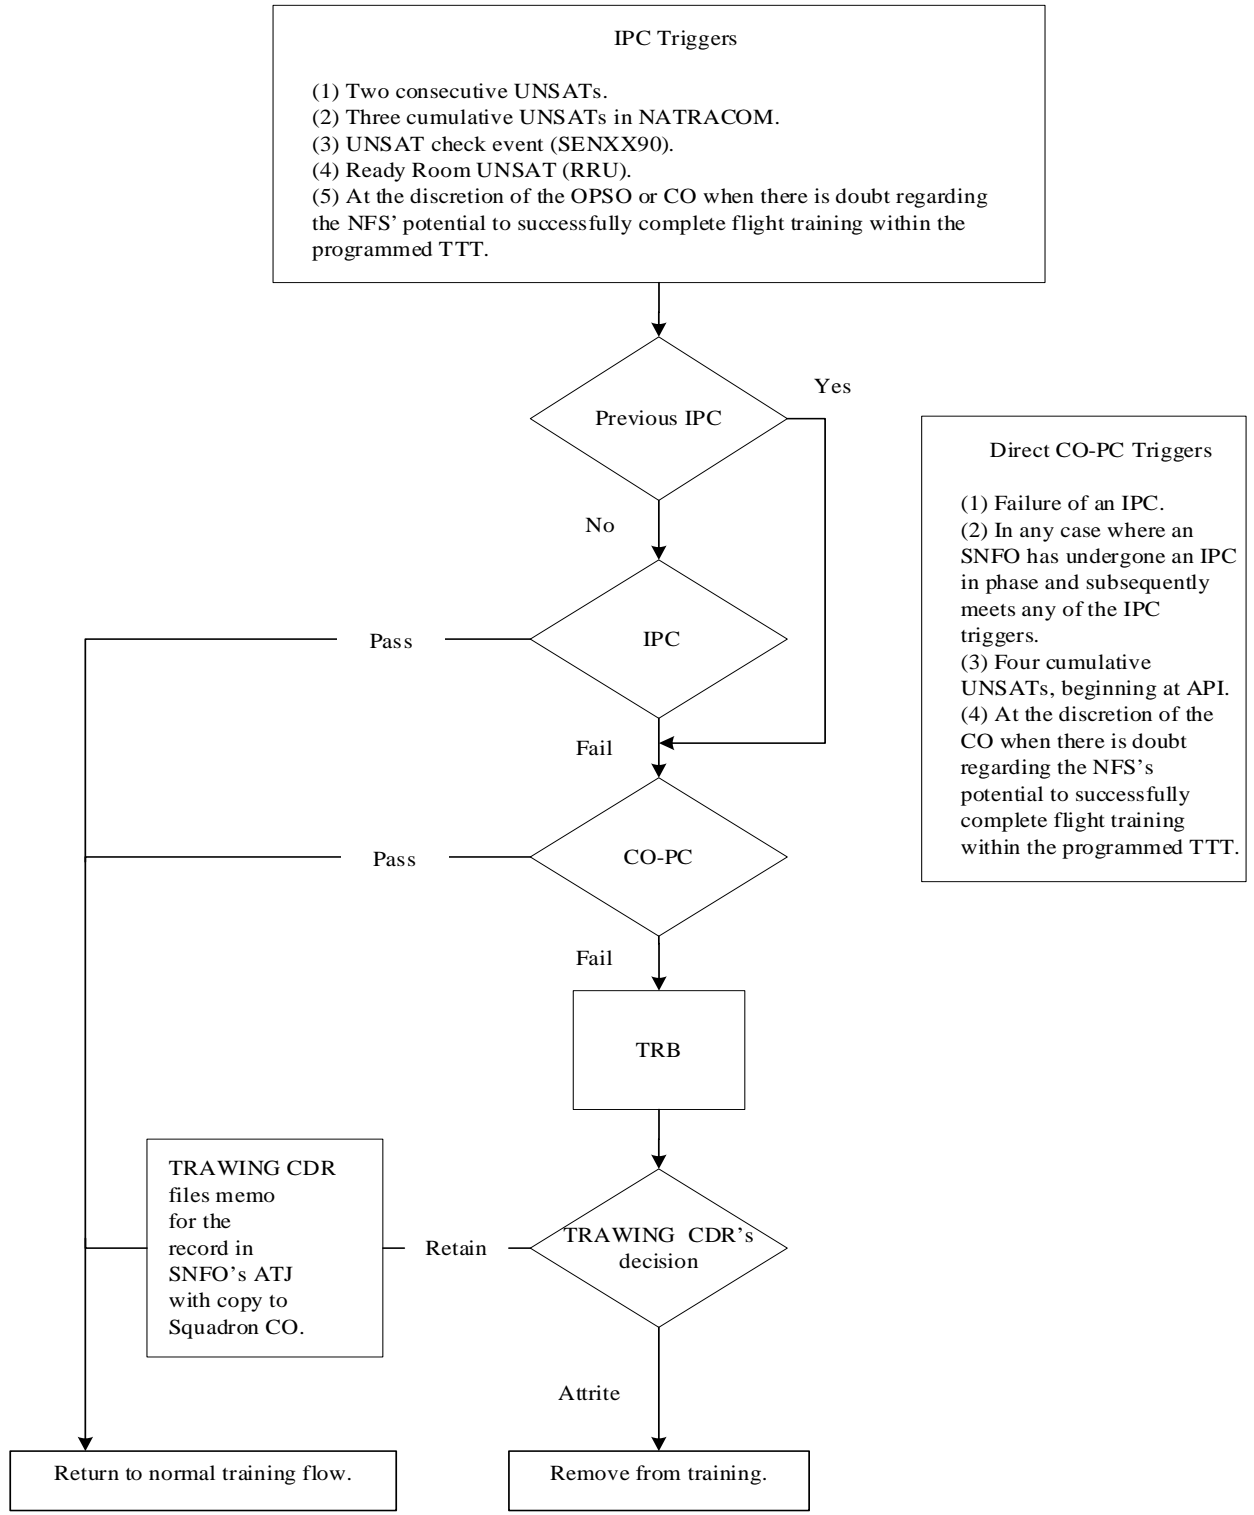 IPC Triggers
(1) Two consecutive UNSATs.
(2) Three cumulative UNSATs in NATRACOM.
(3) UNSAT check event (SENXX90).
(4) Ready Room UNSAT (RRU).
(5) At the discretion of the OPSO or CO when there is doubt regarding
the NFS’ potential to successfully complete flight training within the
programmed TTT.
Yes
Previous IPC
No
Direct CO-PC Triggers
(1) Failure of an IPC.
(2) In any case where an
SNFO has undergone an IPC
in phase and subsequently
meets any of the IPC
triggers.
(3) Four cumulative
UNSATs, beginning at API.
(4) At the discretion of the
CO when there is doubt
regarding the NFS’s
potential to successfully
complete flight training
within the programmed TTT.
Pass
IPC
Fail
Pass
CO-PC
Fail
TRB
TRAWING CDR
files memo
for the
record in
SNFO’s ATJ
with copy to
Squadron CO.
Retain
TRAWING CDR’s
decision
Attrite
Return to normal training flow.
Remove from training.